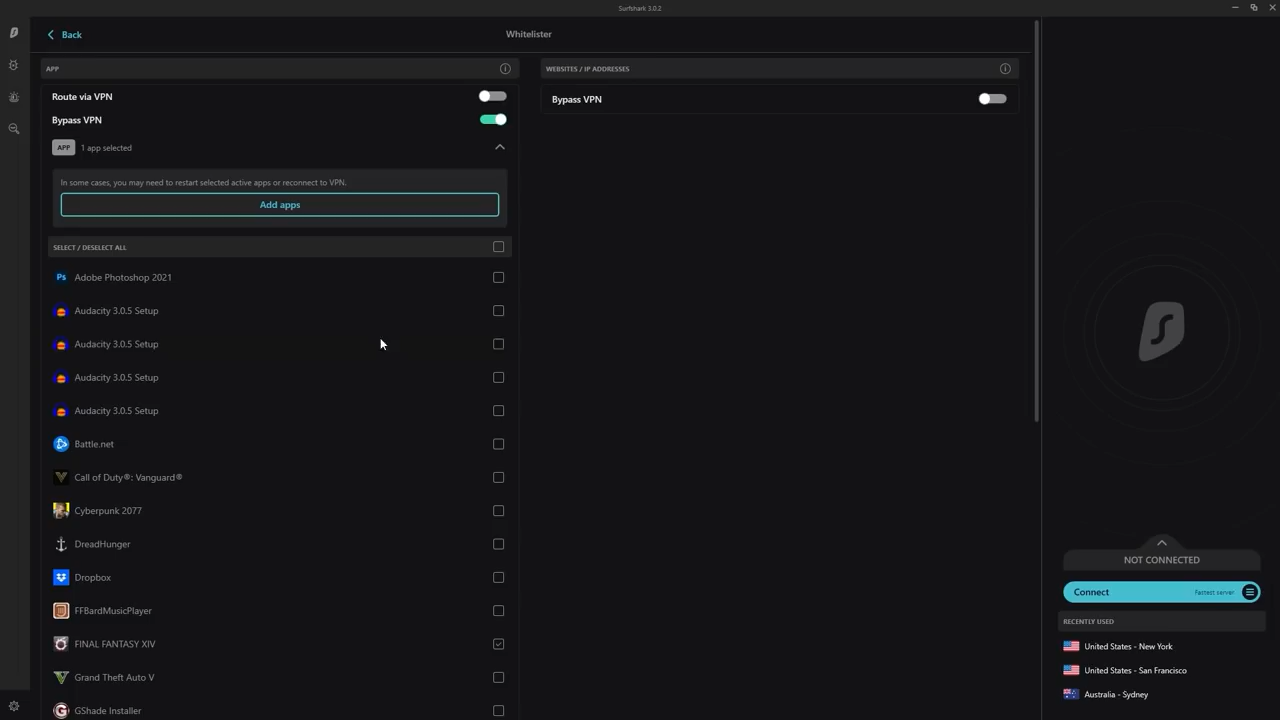 Surfshark 3.0.2
Back
Whitelister
APP
Route via VPN
Bypass VPN
APP 1 app selected
In some cases, you may need to restart selected active apps or reconnect to VPN.
Add apps
SELECT / DESELECT ALL
Ps Adobe Photoshop 2021
Audacity 3.0.5 Setup
Audacity 3.0.5 Setup
Audacity 3.0.5 Setup
Audacity 3.0.5 Setup
Battle.net
Call of Duty®: Vanguard®
Cyberpunk 2077
DreadHunger
Dropbox
FFBardMusicPlayer
FINAL FANTASY XIV
Grand Theft Auto V
GShade Installer
WEBSITES / IP ADDRESSES
Bypass VPN
NOT CONNECTED
Connect Fastest server
RECENTLY USED
United States - New York
United States - San Francisco
Australia - Sydney